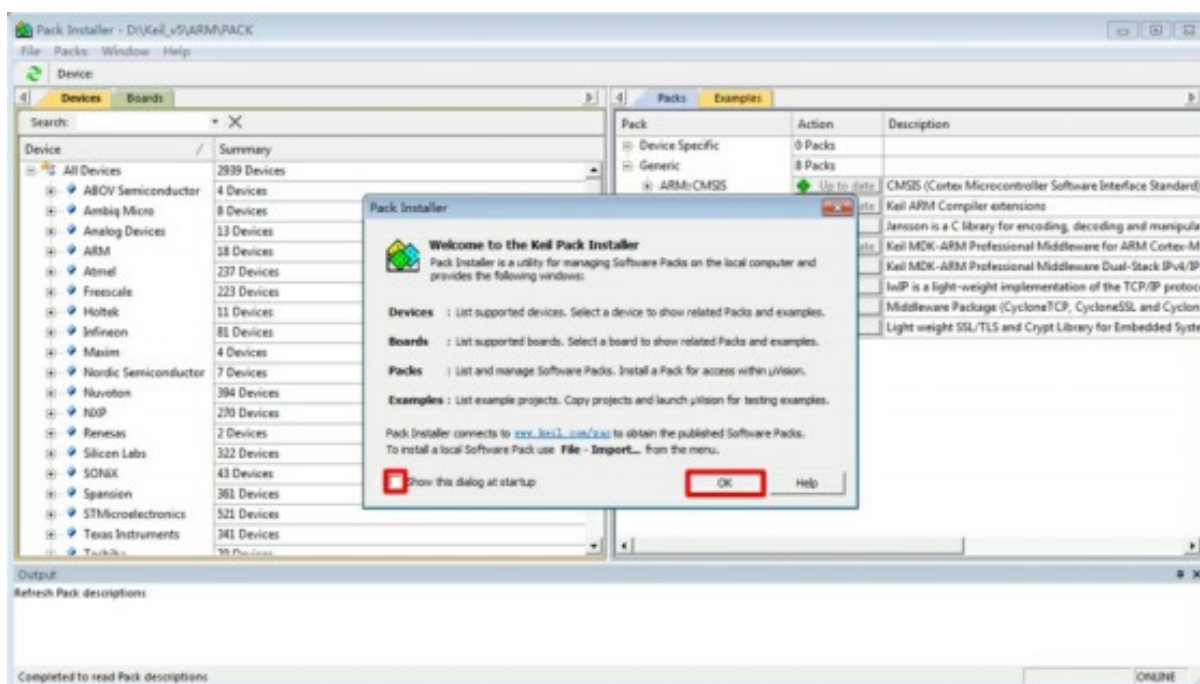 Pack Installer - D:\Keil_v5\ARM\PACK
File Packs Window Help
Device:
Devices Boards
Packs Examples
Search:
Device / Summary
All Devices 2939 Devices
ABOV Semiconductor 4 Devices
Ambiq Micro 8 Devices
Analog Devices 13 Devices
ARM 18 Devices
Atmel 237 Devices
Freescale 223 Devices
Holtek 11 Devices
Infineon 81 Devices
Maxim 4 Devices
Nordic Semiconductor 7 Devices
Nuvoton 394 Devices
NXP 270 Devices
Renesas 2 Devices
Silicon Labs 322 Devices
SONiX 43 Devices
Spansion 361 Devices
STMicroelectronics 521 Devices
Texas Instruments 341 Devices
Pack Action Description
Device Specific 0 Packs
Generic 8 Packs
ARM::CMSIS Up to date CMSIS (Cortex Microcontroller Software Interface Standard)
Keil ARM Compiler extensions
Jansson is a C library for encoding, decoding and manipula
Keil MDK-ARM Professional Middleware for ARM Cortex-M
Keil MDK-ARM Professional Middleware Dual-Stack IPv4/IP
lwIP is a light-weight implementation of the TCP/IP protoc
Middleware Package (CycloneTCP, CycloneSSL and Cyclon
Light weight SSL/TLS and Crypt Library for Embedded Syste
Pack Installer
Welcome to the Keil Pack Installer
Pack Installer is a utility for managing Software Packs on the local computer and
provides the following windows:
Devices : List supported devices. Select a device to show related Packs and examples.
Boards : List supported boards. Select a board to show related Packs and examples.
Packs : List and manage Software Packs. Install a Pack for access within µVision.
Examples : List example projects. Copy projects and launch µVision for testing examples.
Pack Installer connects to www.keil.com/pac to obtain the published Software Packs.
To install a local Software Pack use File - Import... from the menu.
Show this dialog at startup
OK Help
Output
Refresh Pack descriptions
Completed to read Pack descriptions
ONLINE